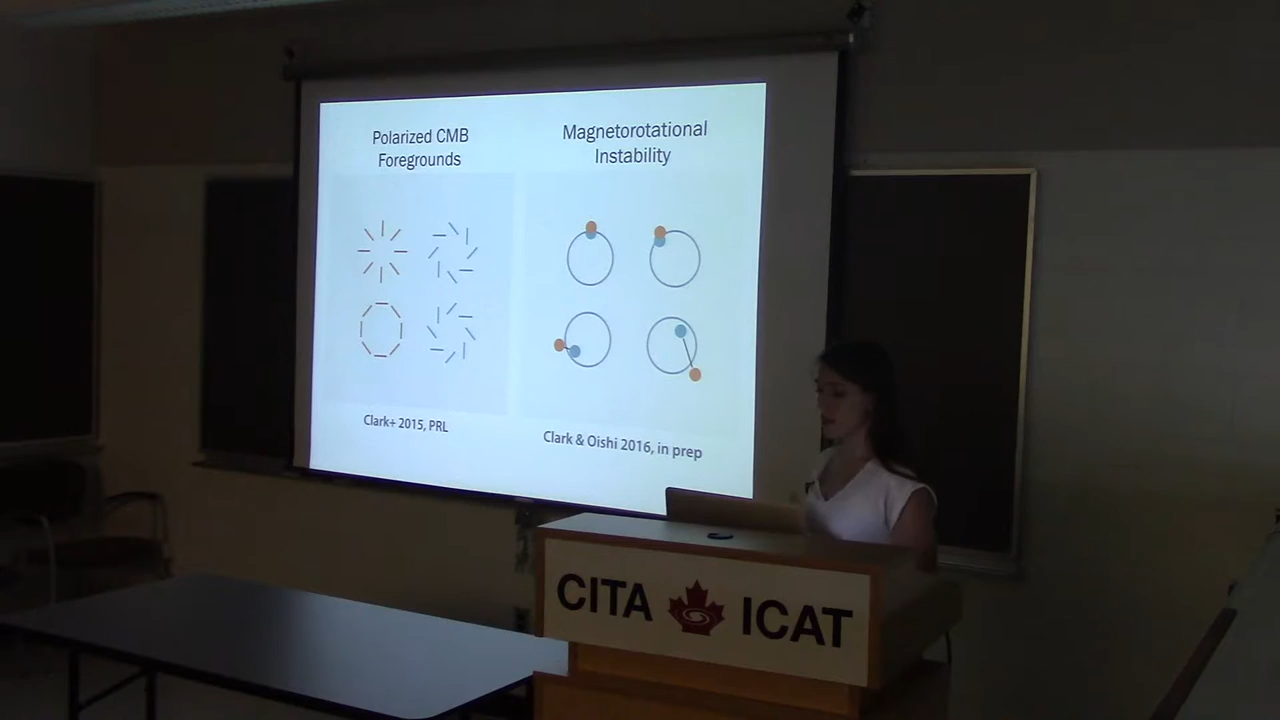 Polarized CMB
Foregrounds
Clark+ 2015, PRL
Magnetorotational
Instability
Clark & Oishi 2016, in prep
CITA ICAT